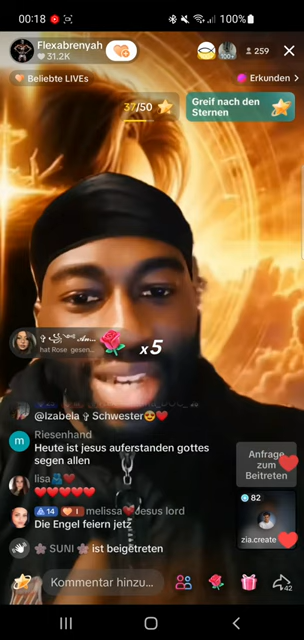 00:18
100%
Flexabrenyah
31.2K
100+
259
Beliebte LIVEs
Erkunden >
37/50
Greif nach den
Sternen
hat Rose gesen...
x5
@Izabela ✞ Schwester😍❤️
Riesenhand
Heute ist jesus auferstanden gottes
segen allen
lisa
❤️❤️❤️❤️❤️
14 I melissa❤️Jesus lord
Die Engel feiern jetz
SUNI ist beigetreten
Anfrage
zum
Beitreten
82
zia.create
Kommentar hinzu...
42